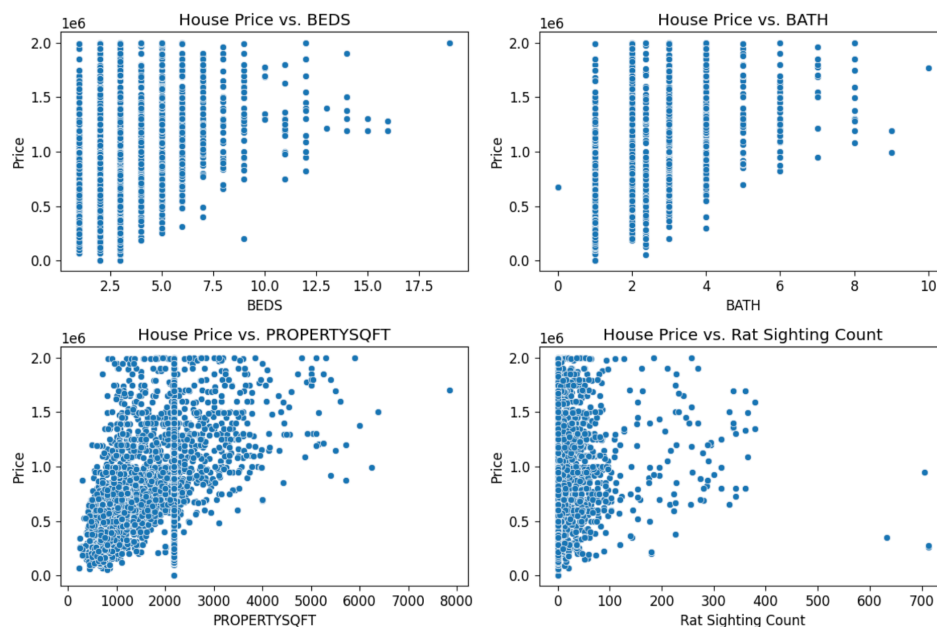 House Price vs. BEDS
1e6
2.0
1.5
1.0
0.5
0.0
Price
2.5 5.0 7.5 10.0 12.5 15.0 17.5
BEDS
House Price vs. BATH
1e6
2.0
1.5
1.0
0.5
0.0
Price
0 2 4 6 8 10
BATH
House Price vs. PROPERTYSQFT
1e6
2.0
1.5
1.0
0.5
0.0
Price
0 1000 2000 3000 4000 5000 6000 7000 8000
PROPERTYSQFT
House Price vs. Rat Sighting Count
1e6
2.0
1.5
1.0
0.5
0.0
Price
0 100 200 300 400 500 600 700
Rat Sighting Count